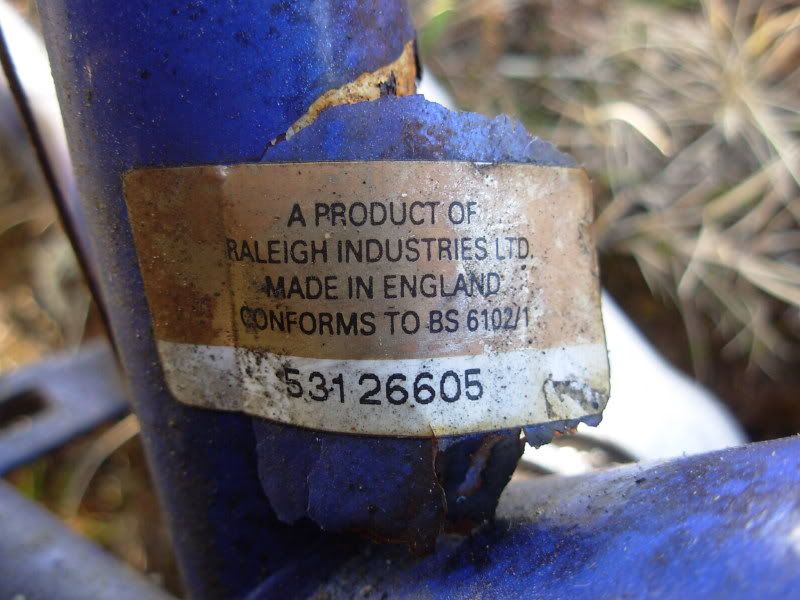 A PRODUCT OF
RALEIGH INDUSTRIES LTD.
MADE IN ENGLAND
CONFORMS TO BS 6102/1
53126605